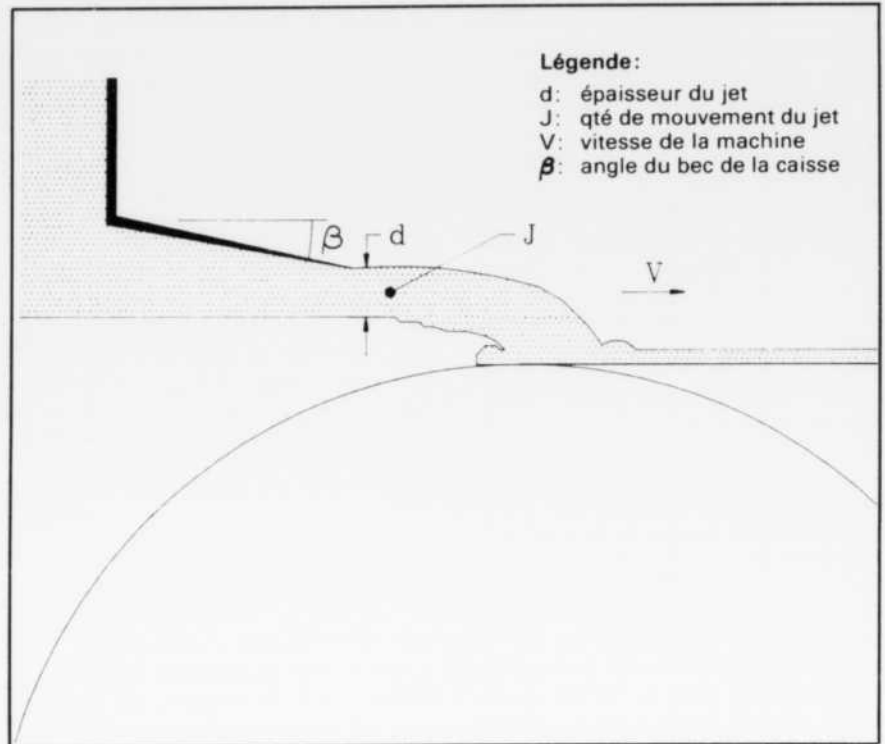 Légende:
d: épaisseur du jet
J: qté de mouvement du jet
V: vitesse de la machine
β: angle du bec de la caisse
β d J
V